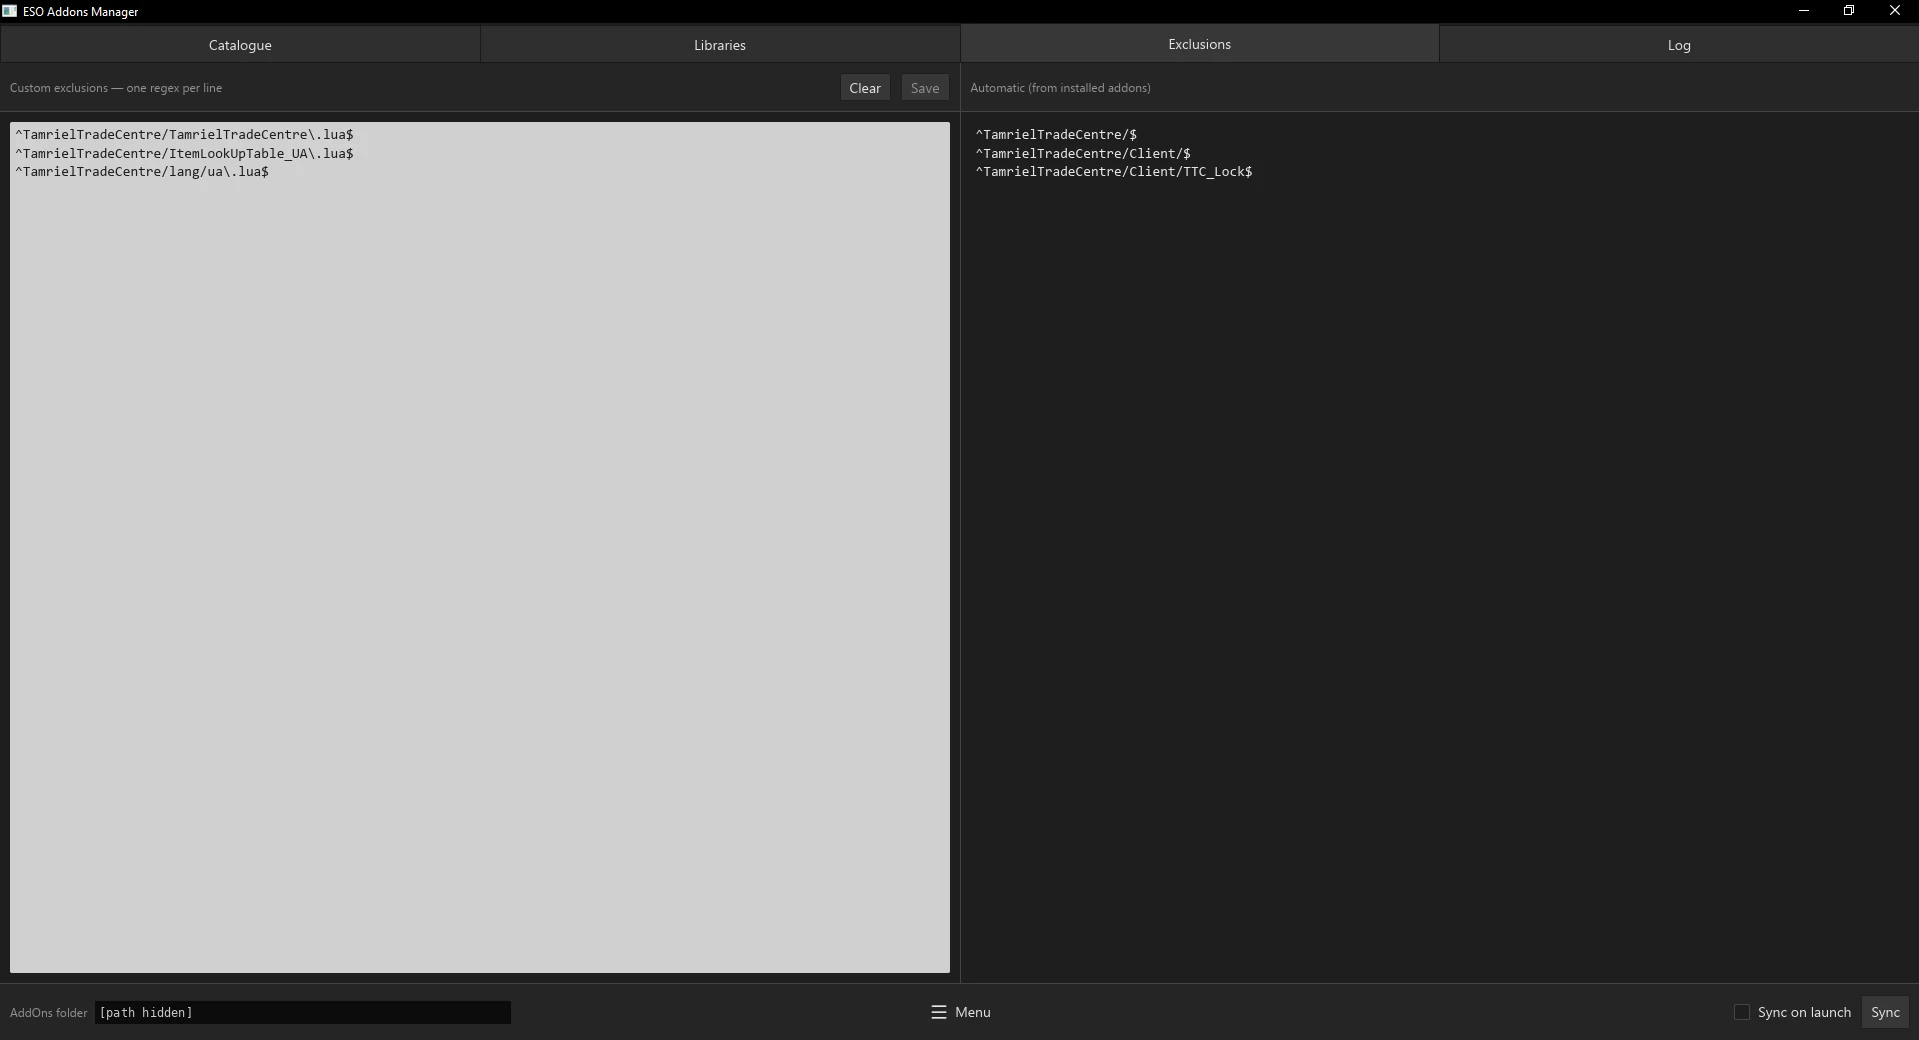 ESO Addons Manager
Catalogue
Libraries
Exclusions
Log
Custom exclusions — one regex per line
Clear
Save
Automatic (from installed addons)
^TamrielTradeCentre/TamrielTradeCentre\.lua$
^TamrielTradeCentre/ItemLookUpTable_UA\.lua$
^TamrielTradeCentre/lang/ua\.lua$
^TamrielTradeCentre/$
^TamrielTradeCentre/Client/$
^TamrielTradeCentre/Client/TTC_Lock$
AddOns folder
[path hidden]
Menu
Sync on launch
Sync